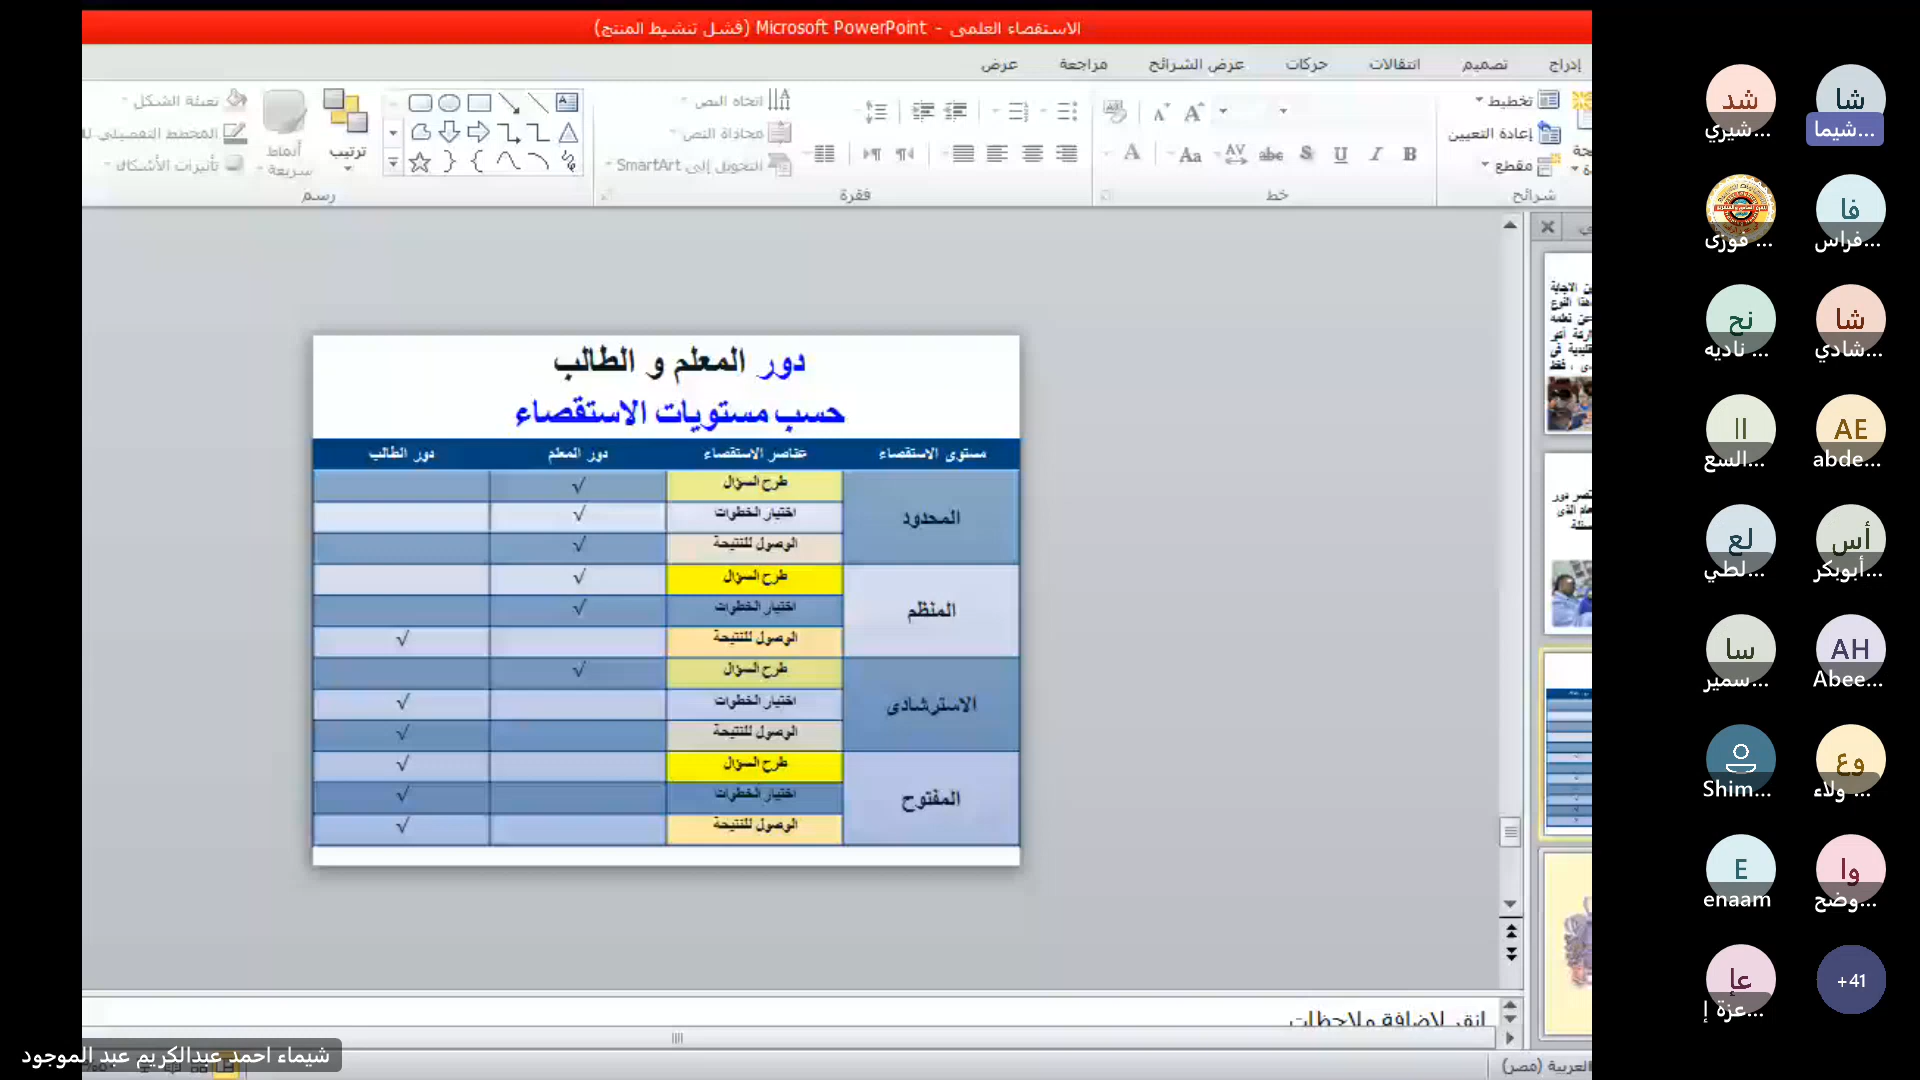 الاستقصاء العلمى - Microsoft PowerPoint (فشل تنشيط المنتج)
إدراج
تصميم
انتقالات
حركات
عرض الشرائح
مراجعة
عرض
تخطيط
إعادة التعيين
مقطع
شرائح
خط
اتجاه النص
محاذاة النص
التحويل إلى SmartArt
فقرة
ترتيب
أنماط
سريعة
تعبئة الشكل
المخطط التفصيلي
تأثيرات الأشكال
رسم
دور المعلم و الطالب
حسب مستويات الاستقصاء
مستوى الاستقصاء عناصر الاستقصاء دور المعلم دور الطالب
المحدود
طرح السؤال √
اختيار الخطوات √
الوصول للنتيجة √
المنظم
طرح السؤال √
اختيار الخطوات √
الوصول للنتيجة √
الاسترشادى
طرح السؤال √
اختيار الخطوات √
الوصول للنتيجة √
المفتوح
طرح السؤال √
اختيار الخطوات √
الوصول للنتيجة √
انقر لإضافة ملاحظات
العربية (مصر)
شيماء احمد عبدالكريم عبد الموجود
شا
شيما...
شد
شيري...
فا
فراس...
فوزى ...
شا
شادي...
نح
ناديه ...
AE
abde...
اا
السع...
أس
أبوبكر...
لع
لطي...
AH
Abee...
سا
سمير...
وع
ولاء ...
Shim...
وا
وضح...
E
enaam
+41
عإ
عزة إ...